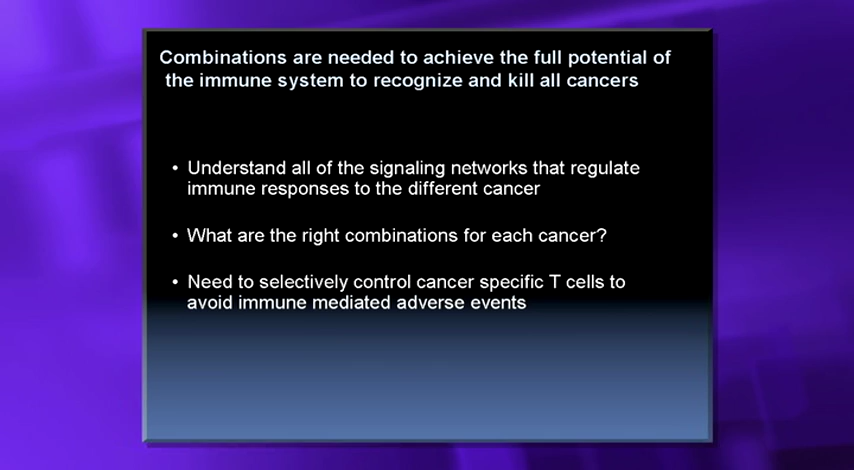 Combinations are needed to achieve the full potential of
the immune system to recognize and kill all cancers
• Understand all of the signaling networks that regulate
immune responses to the different cancer
• What are the right combinations for each cancer?
• Need to selectively control cancer specific T cells to
avoid immune mediated adverse events